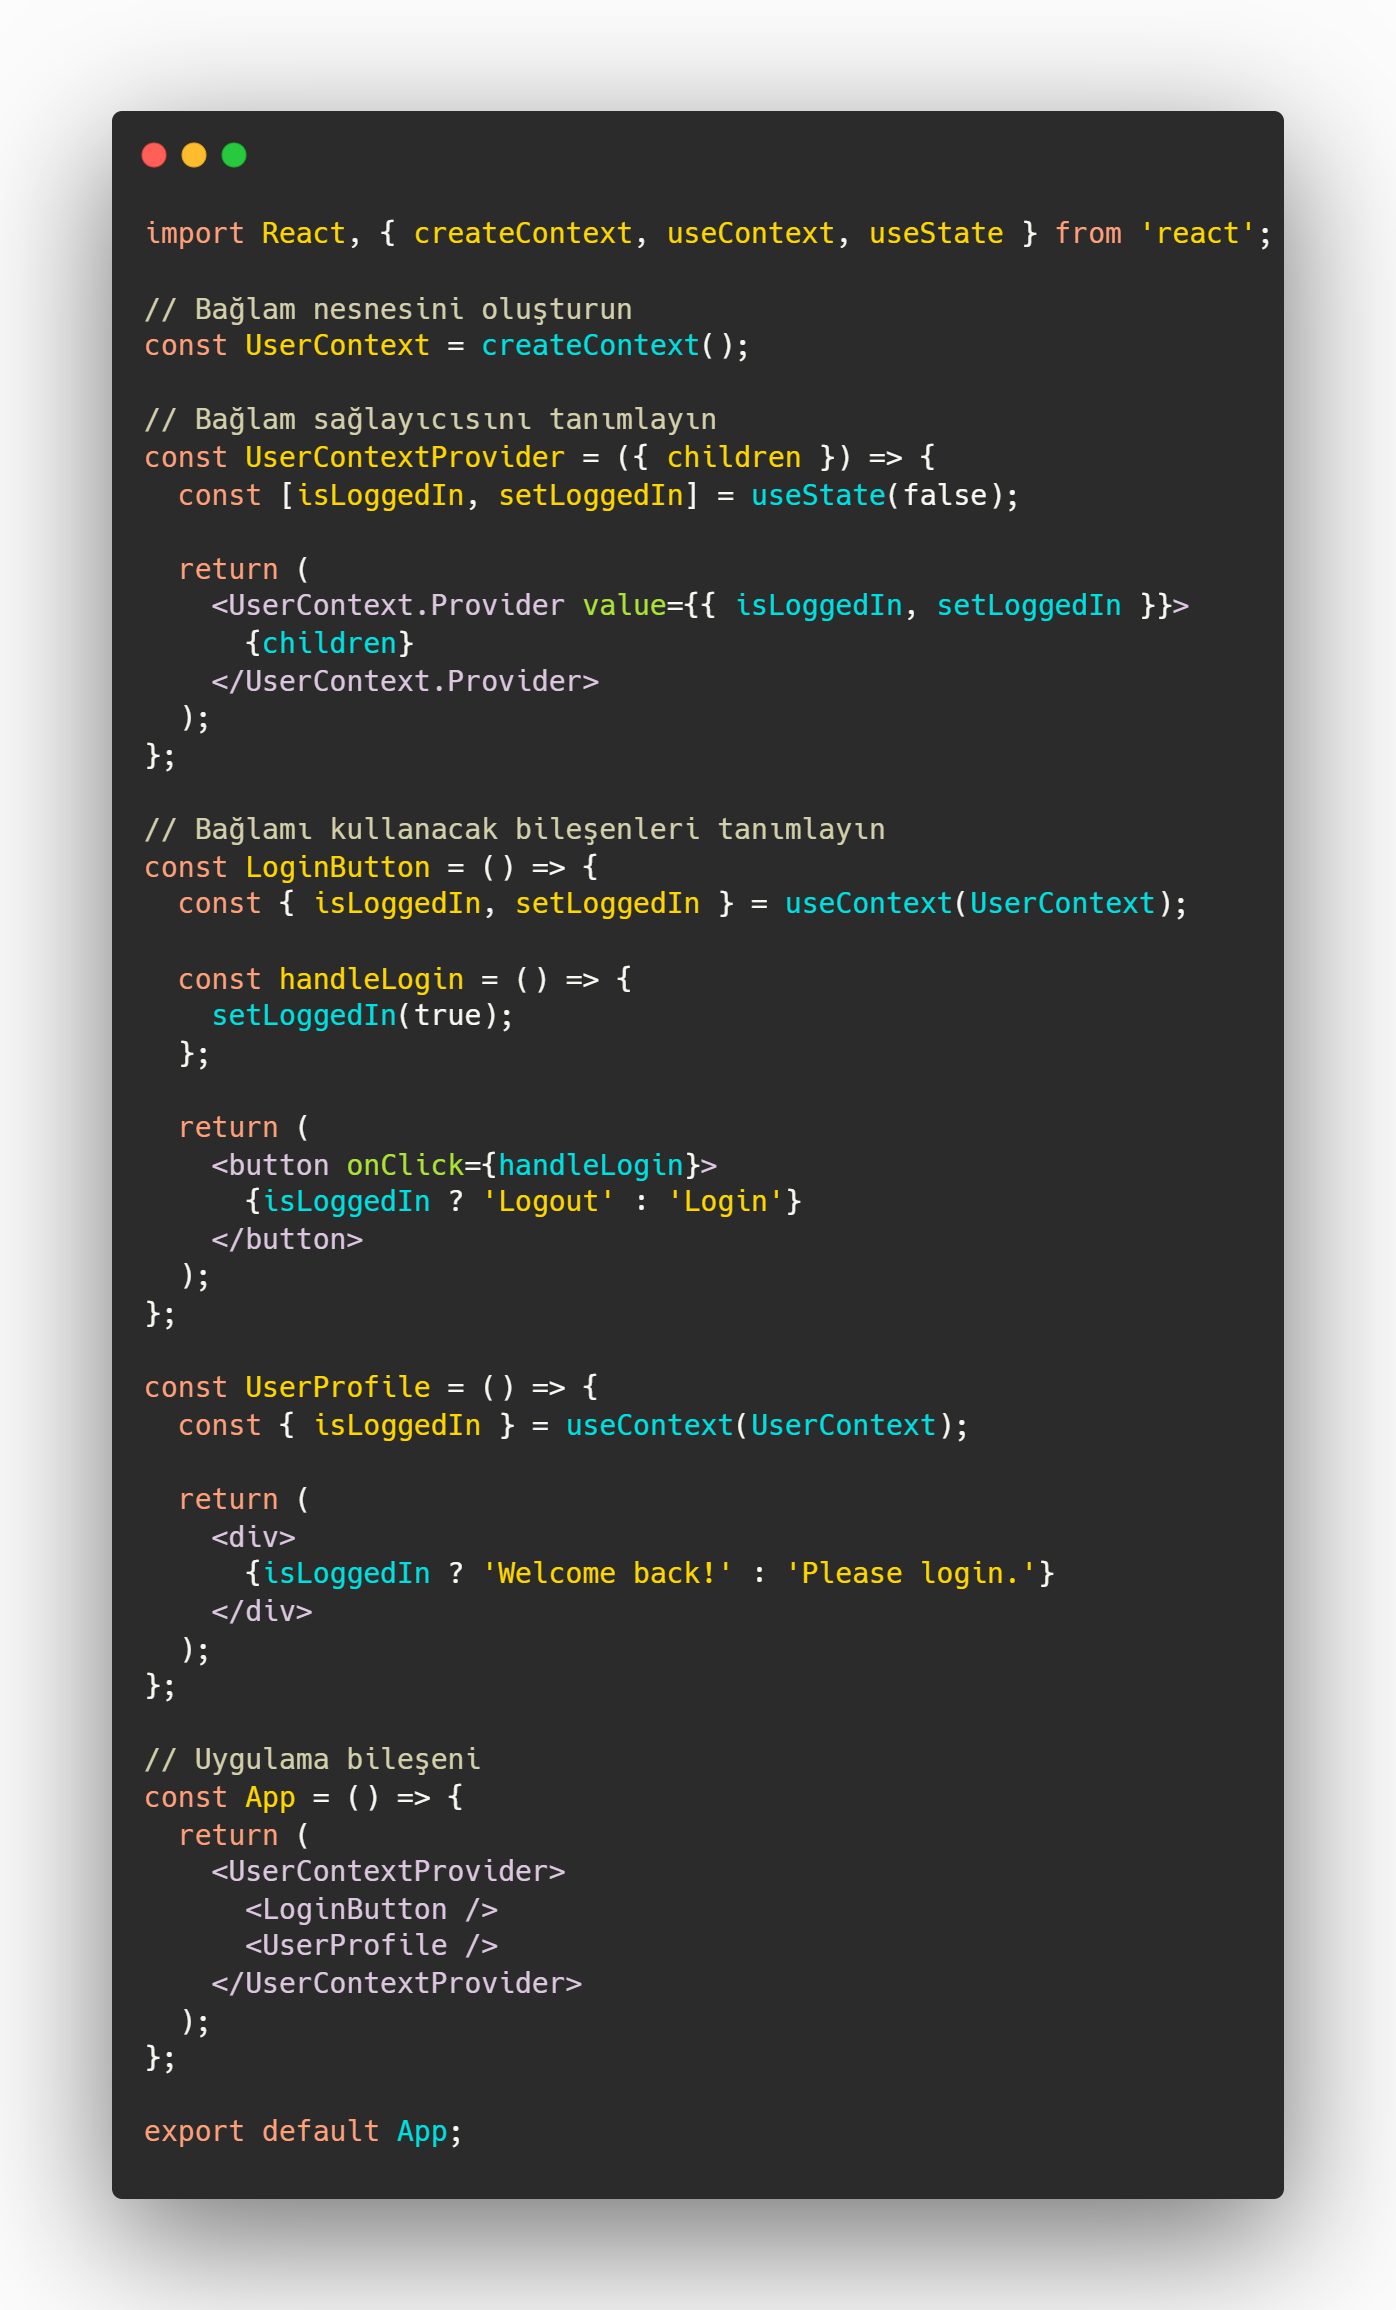 import React, { createContext, useContext, useState } from 'react';

// Bağlam nesnesini oluşturun
const UserContext = createContext();

// Bağlam sağlayıcısını tanımlayın
const UserContextProvider = ({ children }) => {
  const [isLoggedIn, setLoggedIn] = useState(false);

  return (
    <UserContext.Provider value={{ isLoggedIn, setLoggedIn }}>
      {children}
    </UserContext.Provider>
  );
};

// Bağlamı kullanacak bileşenleri tanımlayın
const LoginButton = () => {
  const { isLoggedIn, setLoggedIn } = useContext(UserContext);

  const handleLogin = () => {
    setLoggedIn(true);
  };

  return (
    <button onClick={handleLogin}>
      {isLoggedIn ? 'Logout' : 'Login'}
    </button>
  );
};

const UserProfile = () => {
  const { isLoggedIn } = useContext(UserContext);

  return (
    <div>
      {isLoggedIn ? 'Welcome back!' : 'Please login.'}
    </div>
  );
};

// Uygulama bileşeni
const App = () => {
  return (
    <UserContextProvider>
      <LoginButton />
      <UserProfile />
    </UserContextProvider>
  );
};

export default App;